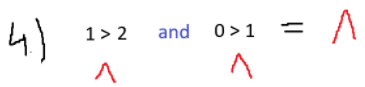 4.) 1 > 2 and 0 > 1 = Λ
Λ Λ